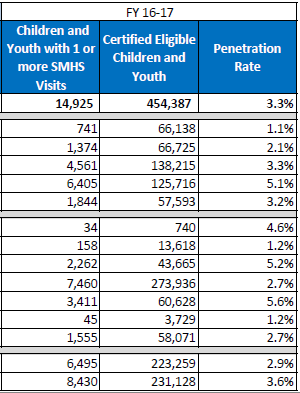 FY 16-17
Children and Youth with 1 or more SMHS Visits Certified Eligible Children and Youth Penetration Rate
14,925 454,387 3.3%
741 66,138 1.1%
1,374 66,725 2.1%
4,561 138,215 3.3%
6,405 125,716 5.1%
1,844 57,593 3.2%
34 740 4.6%
158 13,618 1.2%
2,262 43,665 5.2%
7,460 273,936 2.7%
3,411 60,628 5.6%
45 3,729 1.2%
1,555 58,071 2.7%
6,495 223,259 2.9%
8,430 231,128 3.6%